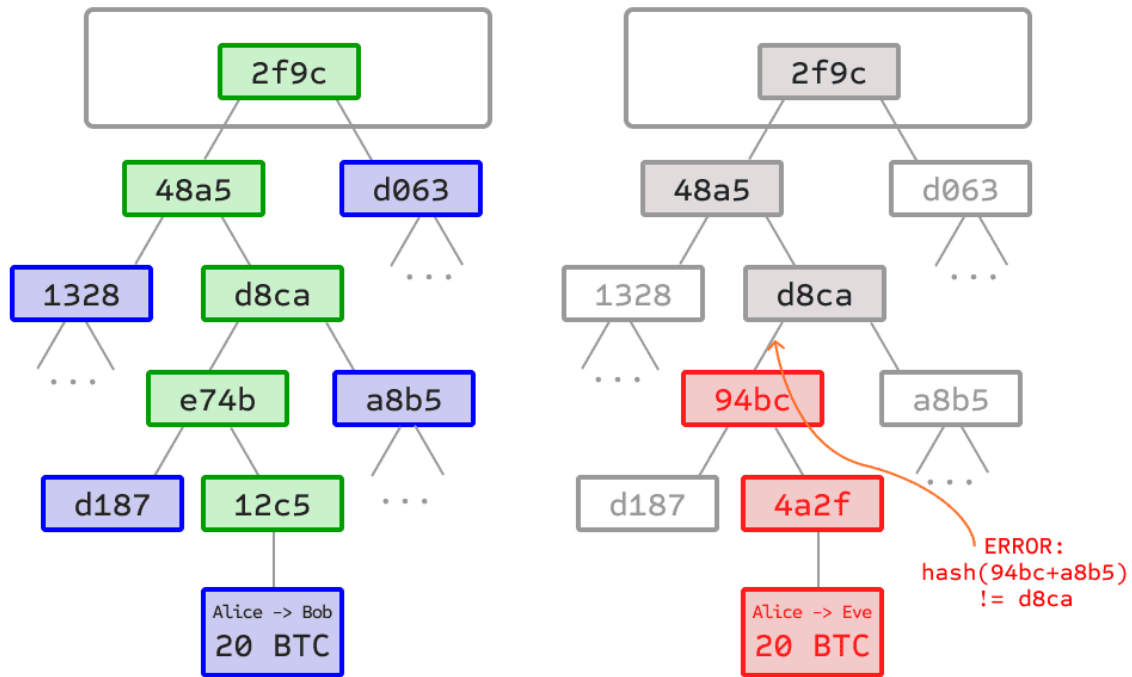 2f9c
48a5
d063
1328
d8ca
...
...
e74b
a8b5
d187
12c5
...
Alice -> Bob
20 BTC
2f9c
48a5
d063
1328
d8ca
...
...
94bc
a8b5
d187
4a2f
...
ERROR:
hash(94bc+a8b5)
!= d8ca
Alice -> Eve
20 BTC